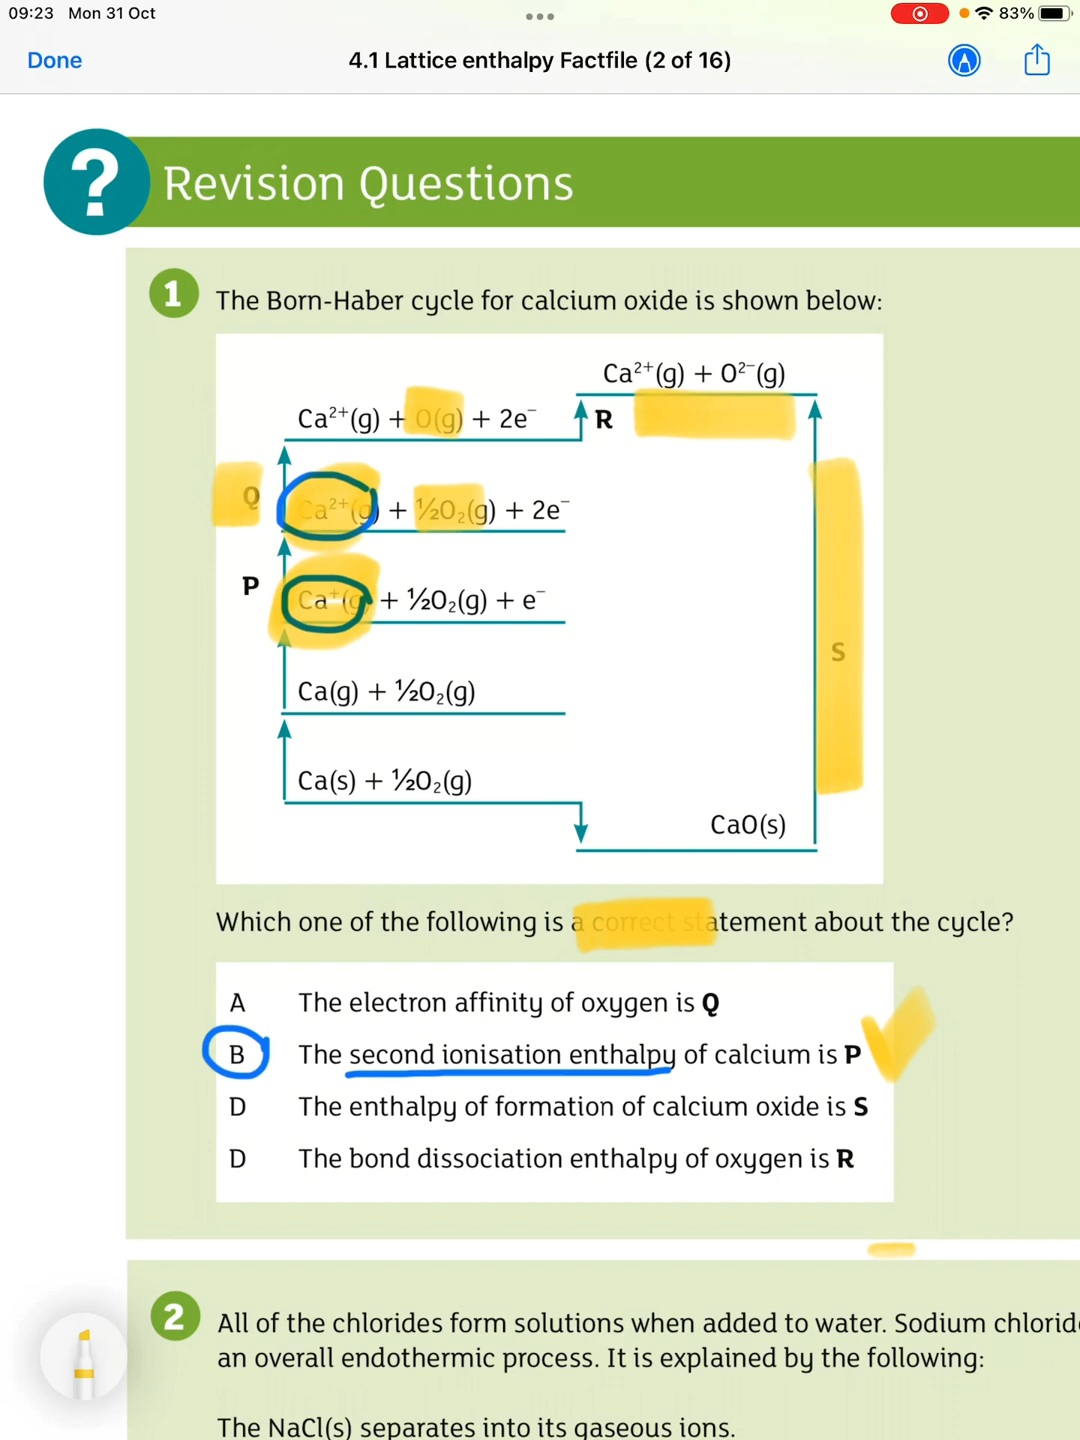 09:23 Mon 31 Oct
83%
Done
4.1 Lattice enthalpy Factfile (2 of 16)
? Revision Questions
1 The Born-Haber cycle for calcium oxide is shown below:
Ca²⁺(g) + O²⁻(g)
Ca²⁺(g) + O(g) + 2e⁻
R
Q
Ca²⁺(g) + ½O₂(g) + 2e⁻
P
Ca⁺(g) + ½O₂(g) + e⁻
S
Ca(g) + ½O₂(g)
Ca(s) + ½O₂(g)
CaO(s)
Which one of the following is a correct statement about the cycle?
A The electron affinity of oxygen is Q
B The second ionisation enthalpy of calcium is P
D The enthalpy of formation of calcium oxide is S
D The bond dissociation enthalpy of oxygen is R
2 All of the chlorides form solutions when added to water. Sodium chlorid
an overall endothermic process. It is explained by the following:
The NaCl(s) separates into its gaseous ions.